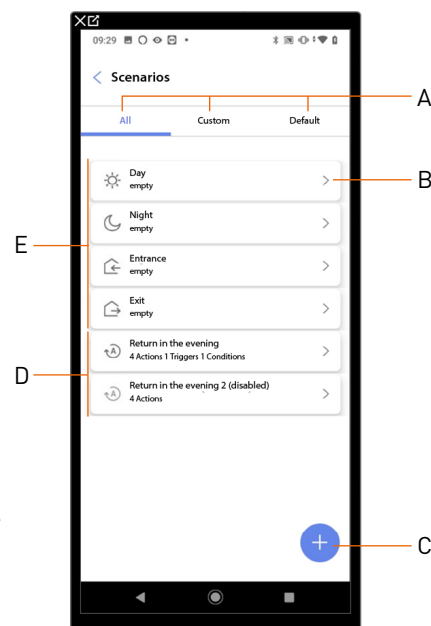 09:29
Scenarios
A
All Custom Default
Day
empty
B
Night
empty
E
Entrance
empty
Exit
empty
Return in the evening
4 Actions 1 Triggers 1 Conditions
D
Return in the evening 2 (disabled)
4 Actions
C